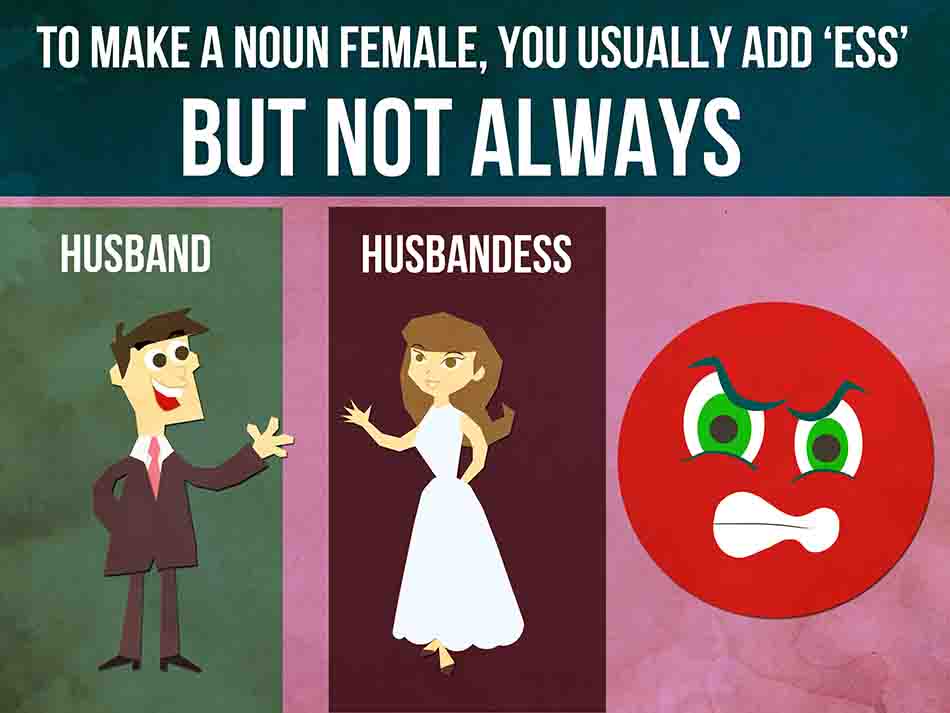 TO MAKE A NOUN FEMALE, YOU USUALLY ADD ‘ESS’
BUT NOT ALWAYS
HUSBAND
HUSBANDESS